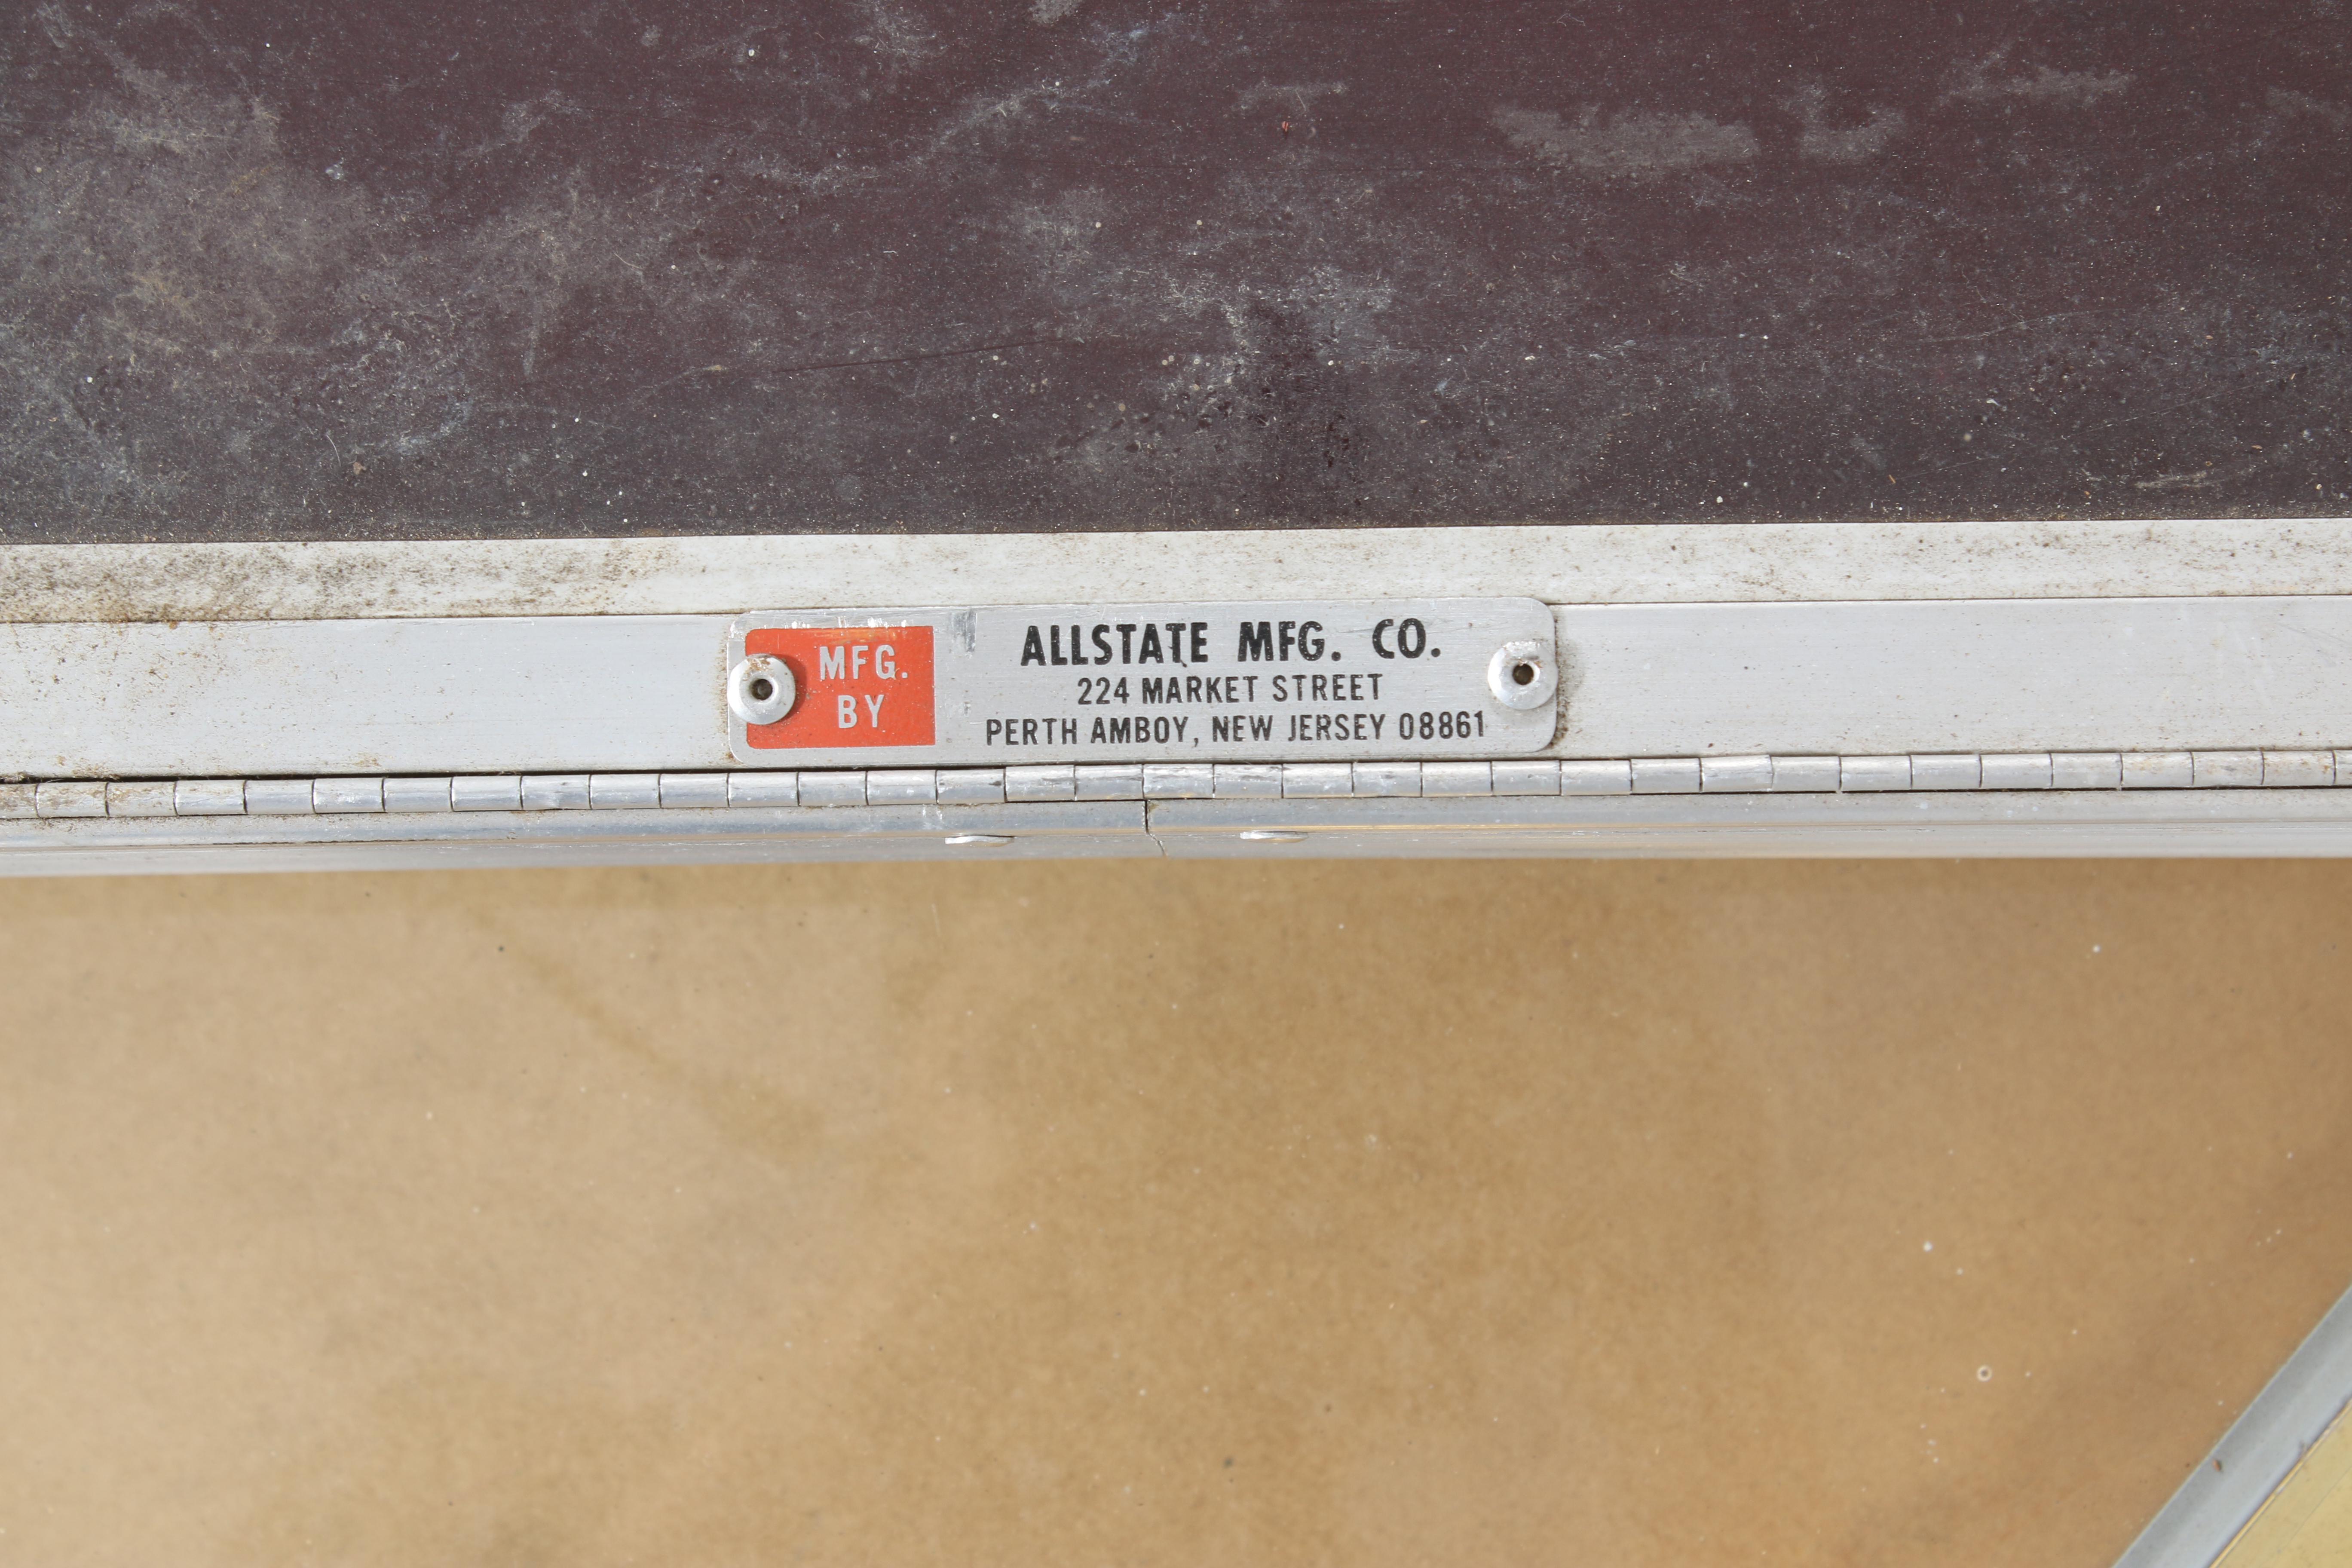 MFG.
BY
ALLSTATE MFG. CO.
224 MARKET STREET
PERTH AMBOY, NEW JERSEY 08861